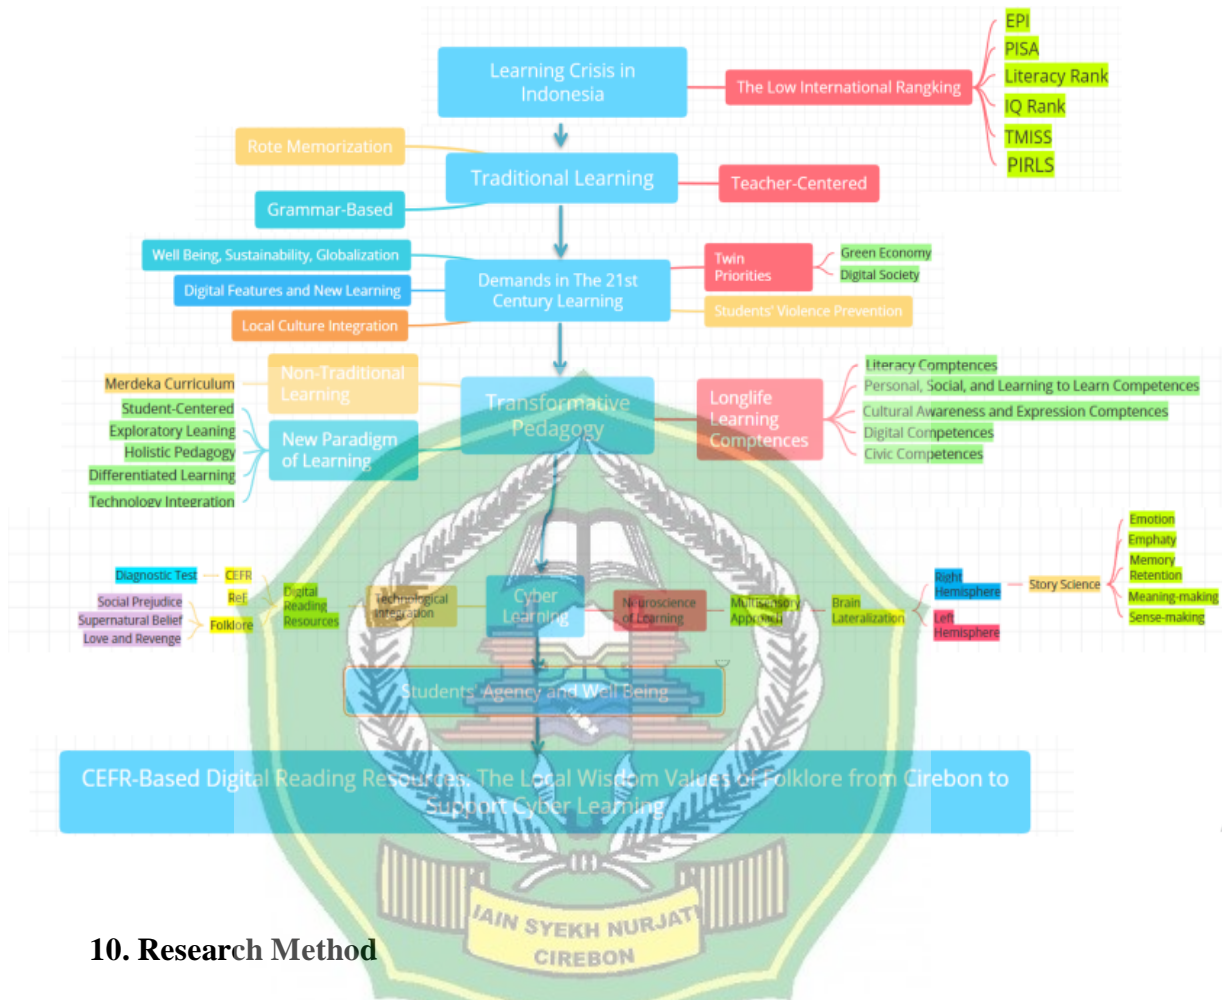 Learning Crisis in
Indonesia
The Low International Rangking
EPI
PISA
Literacy Rank
IQ Rank
TMISS
PIRLS
Rote Memorization
Traditional Learning
Teacher-Centered
Grammar-Based
Well Being, Sustainability, Globalization
Digital Features and New Learning
Local Culture Integration
Demands in The 21st
Century Learning
Twin
Priorities
Green Economy
Digital Society
Students' Violence Prevention
Merdeka Curriculum
Non-Traditional
Learning
Student-Centered
Exploratory Leaning
Holistic Pedagogy
Differentiated Learning
Technology Integration
New Paradigm
of Learning
Transformative
Pedagogy
Longlife
Learning
Comptences
Literacy Comptences
Personal, Social, and Learning to Learn Competences
Cultural Awareness and Expression Comptences
Digital Competences
Civic Competences
Diagnostic Test
CEFR
ReF
Social Prejudice
Supernatural Belief
Love and Revenge
Folklore
Digital
Reading
Resources
Technological
Integration
Cyber
Learning
Neuroscience
of Learning
Multisensory
Approach
Brain
Lateralization
Right
Hemisphere
Left
Hemisphere
Story Science
Emotion
Emphaty
Memory
Retention
Meaning-making
Sense-making
Students' Agency and Well Being
CEFR-Based Digital Reading Resources: The Local Wisdom Values of Folklore from Cirebon to
Support Cyber Learning
IAIN SYEKH NURJATI
CIREBON
10. Research Method